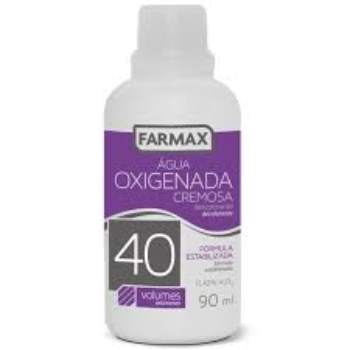 FARMAX
ÁGUA
OXIGENADA
CREMOSA
40
volumes
FÓRMULA
ESTABILIZADA
90 ml